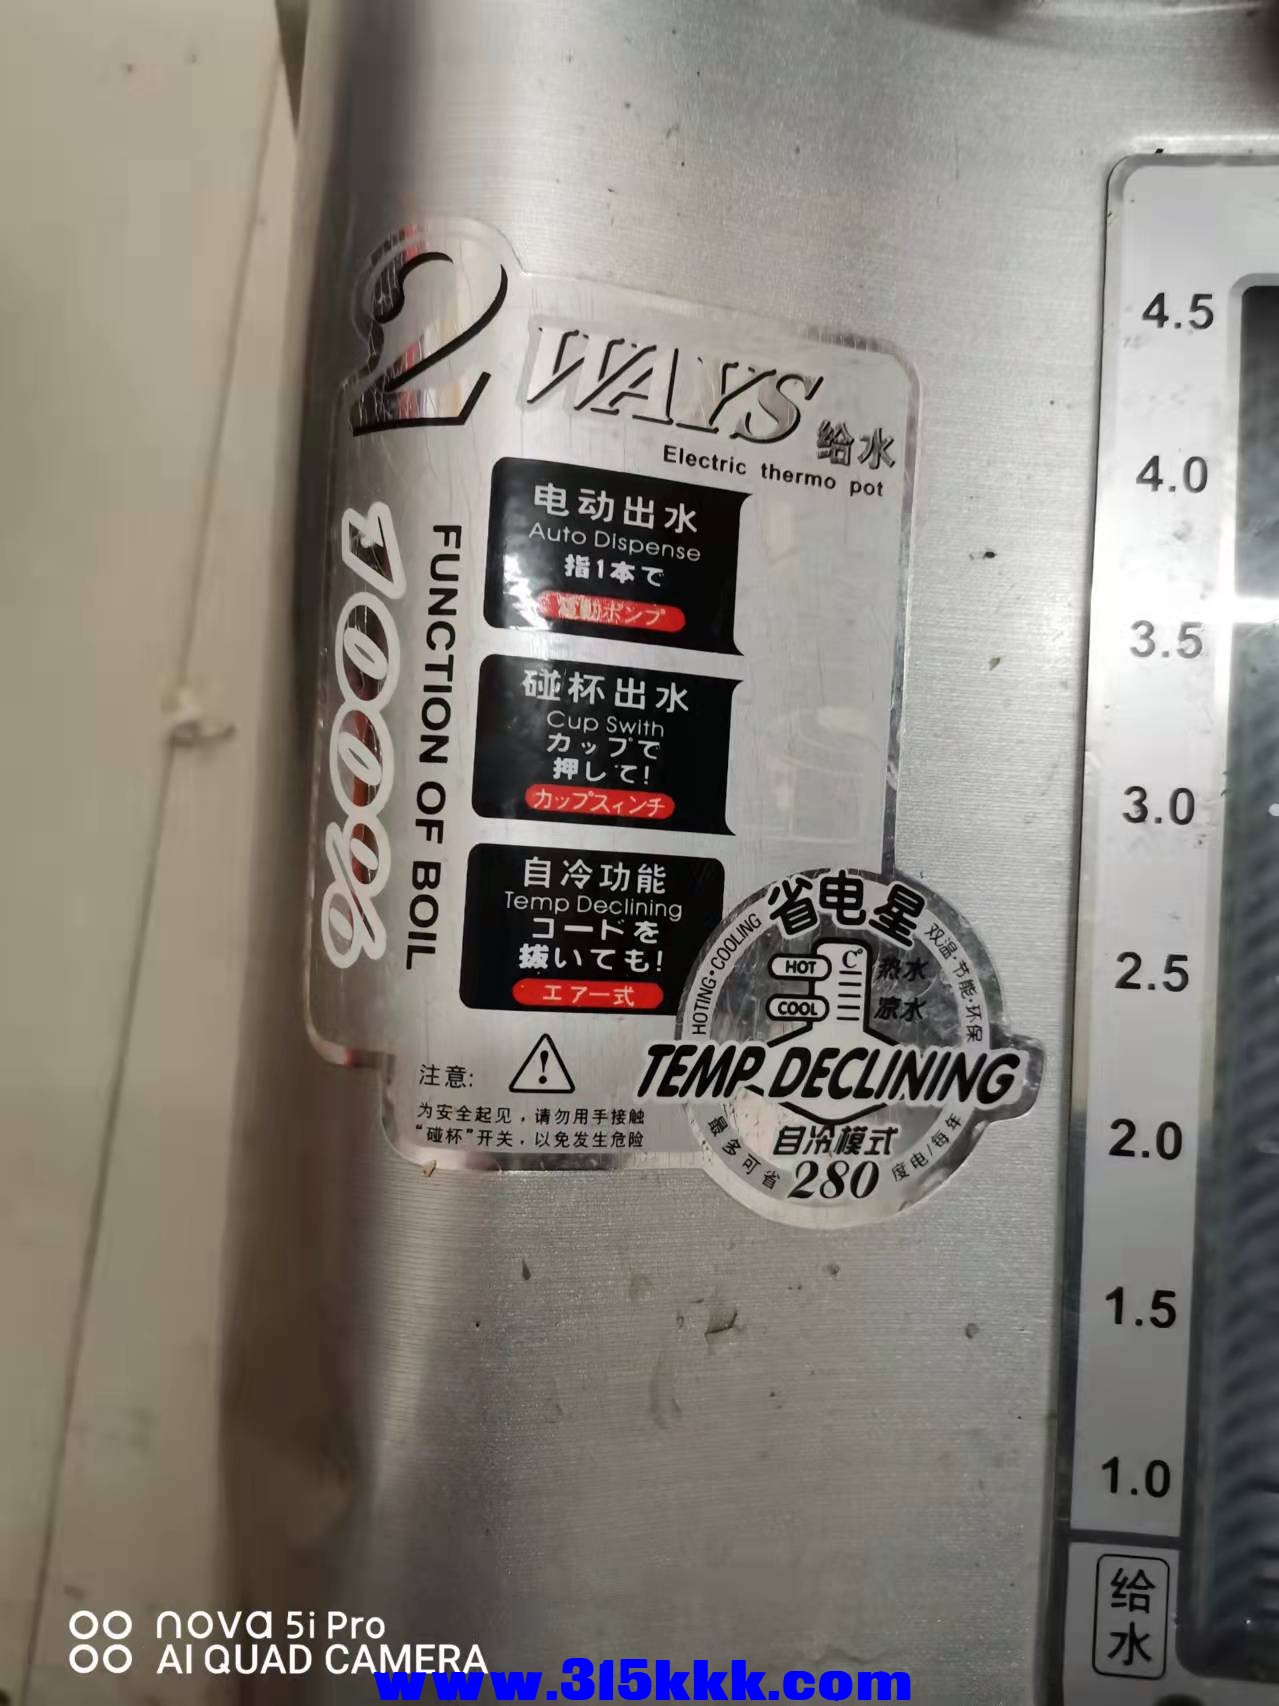 2 WAYS 给水
Electric thermo pot
100%
FUNCTION OF BOIL
电动出水
Auto Dispense
指1本で
電動ポンプ
碰杯出水
Cup Swith
カップで
押して!
カップスィンチ
自冷功能
Temp Declining
コードを
抜いても!
エアー式
注意:
为安全起见，请勿用手接触
“碰杯”开关，以免发生危险
省电星
HOTING·COOLING
双温·节能·环保
C°
HOT 热水
COOL 凉水
TEMP DECLINING
自冷模式
最多可省 280 度电/每年
4.5
4.0
3.5
3.0
2.5
2.0
1.5
1.0
给水
nova 5i Pro
AI QUAD CAMERA
www.315kkk.com